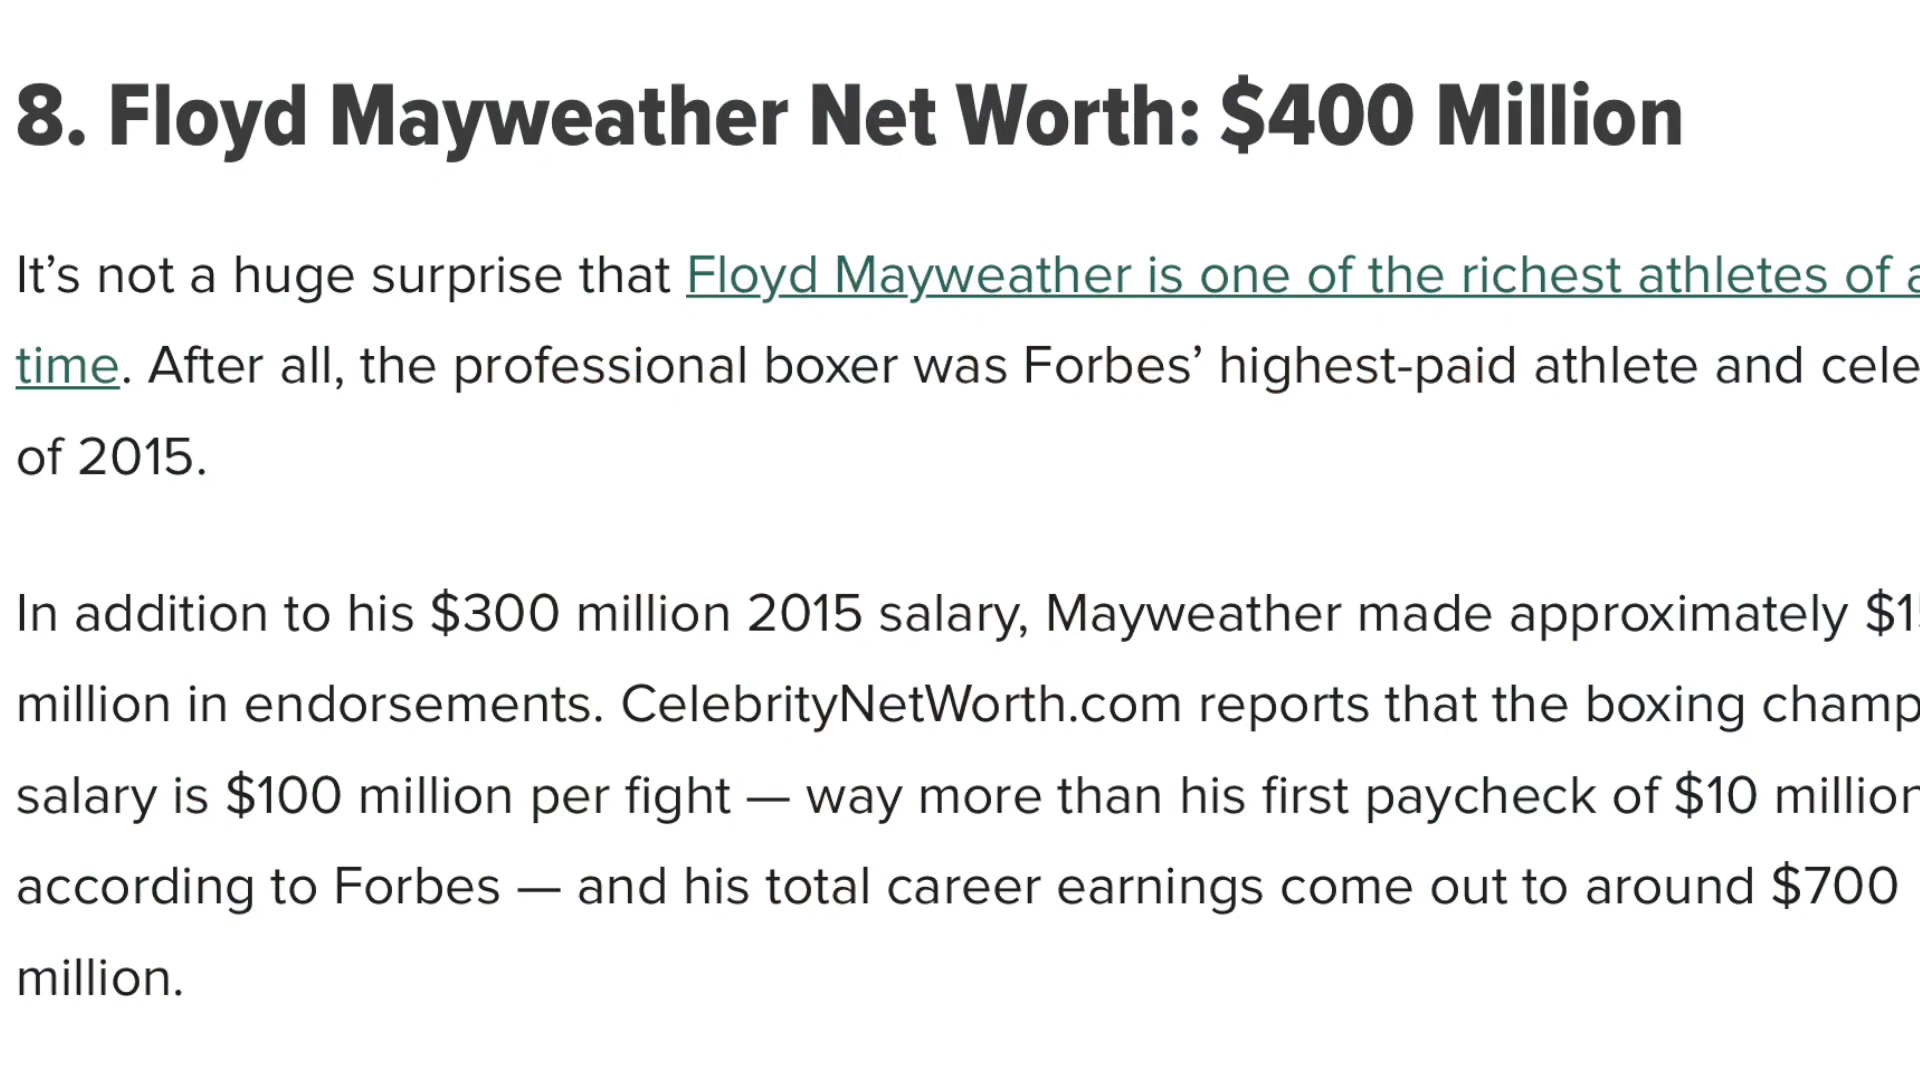 8. Floyd Mayweather Net Worth: $400 Million
It’s not a huge surprise that Floyd Mayweather is one of the richest athletes of
time. After all, the professional boxer was Forbes’ highest-paid athlete and
of 2015.
In addition to his $300 million 2015 salary, Mayweather made approximately
million in endorsements. CelebrityNetWorth.com reports that the boxing champ
salary is $100 million per fight — way more than his first paycheck of $10 million
according to Forbes — and his total career earnings come out to around $700
million.